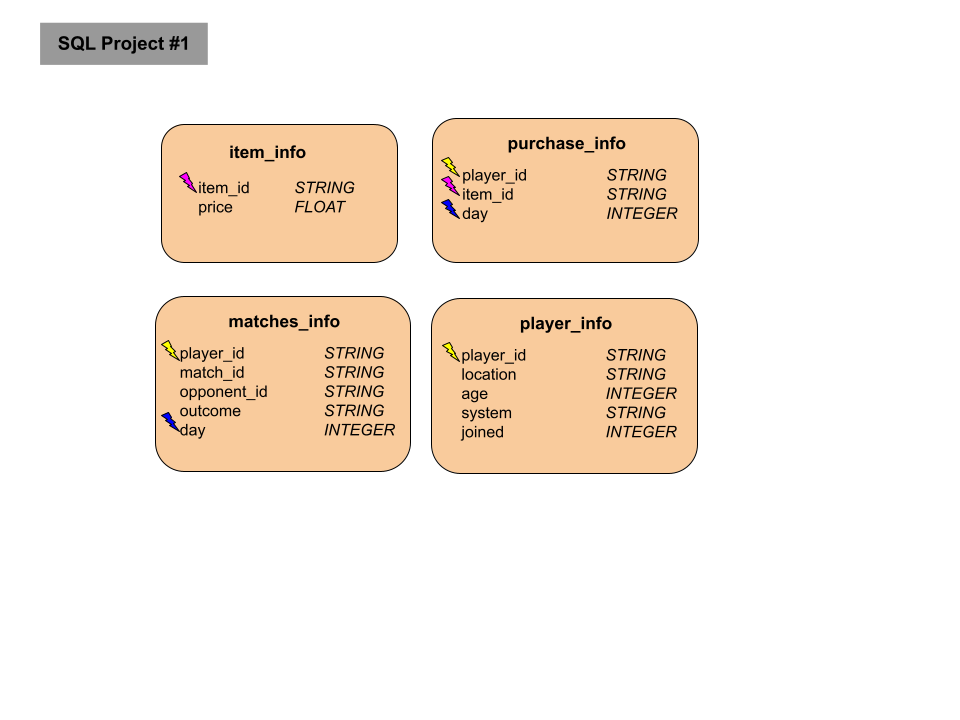 SQL Project #1
item_info
item_id STRING
price FLOAT
purchase_info
player_id STRING
item_id STRING
day INTEGER
matches_info
player_id STRING
match_id STRING
opponent_id STRING
outcome STRING
day INTEGER
player_info
player_id STRING
location STRING
age INTEGER
system STRING
joined INTEGER